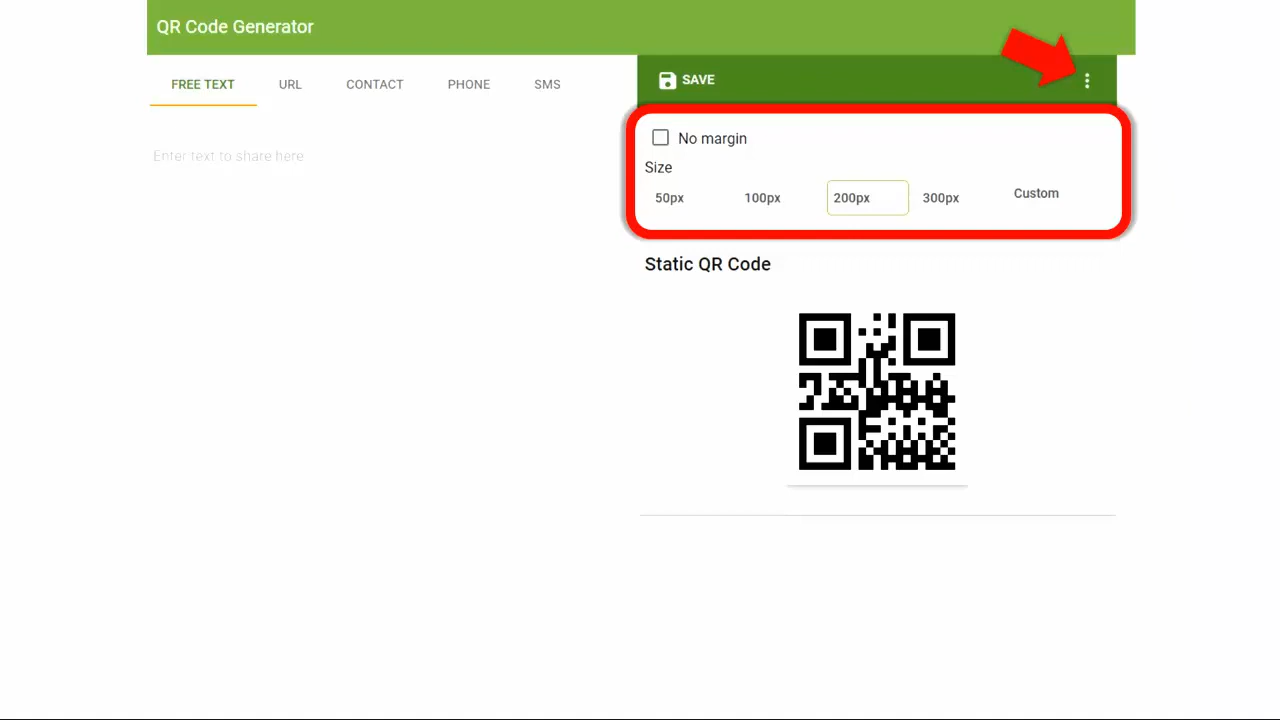 QR Code Generator
FREE TEXT URL CONTACT PHONE SMS
Enter text to share here
SAVE
No margin
Size
50px 100px 200px 300px Custom
Static QR Code